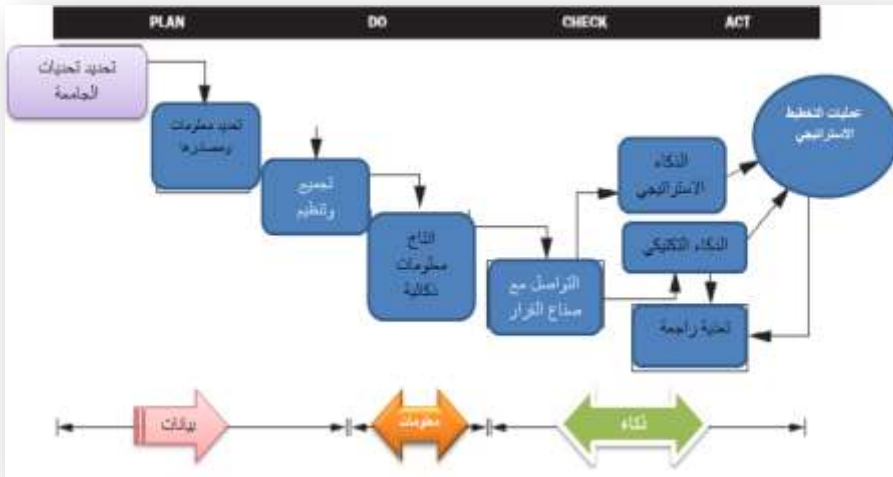 PLAN DO CHECK ACT
تحديد تحديات
الجامعة
تحديد معلومات
ومصادرها
تجميع
وتنظيم
انتاج
معلومات
ذكائية
التواصل مع
صناع القرار
الذكاء
الاستراتيجي
الذكاء التكتيكي
تغذية راجعة
عمليات التخطيط
الاستراتيجي
بيانات
معلومات
ذكاء